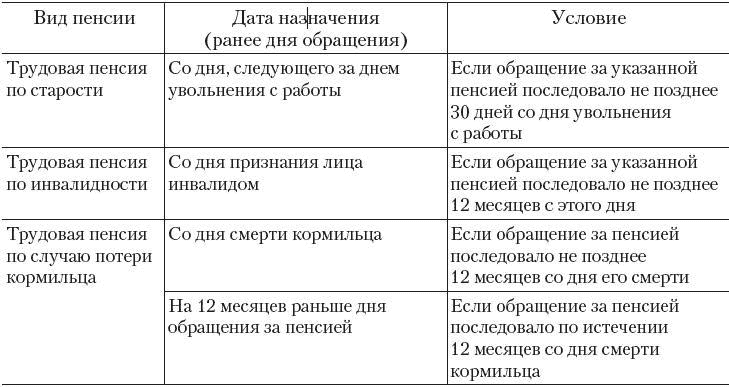 Вид пенсии
Дата назначения
(ранее дня обращения)
Условие
Трудовая пенсия
по старости
Со дня, следующего за днем
увольнения с работы
Если обращение за указанной
пенсией последовало не позднее
30 дней со дня увольнения
с работы
Трудовая пенсия
по инвалидности
Со дня признания лица
инвалидом
Если обращение за указанной
пенсией последовало не позднее
12 месяцев с этого дня
Трудовая пенсия
по случаю потери
кормильца
Со дня смерти кормильца
Если обращение за пенсией
последовало не позднее
12 месяцев со дня его смерти
На 12 месяцев раньше дня
обращения за пенсией
Если обращение за пенсией
последовало по истечении
12 месяцев со дня смерти
кормильца